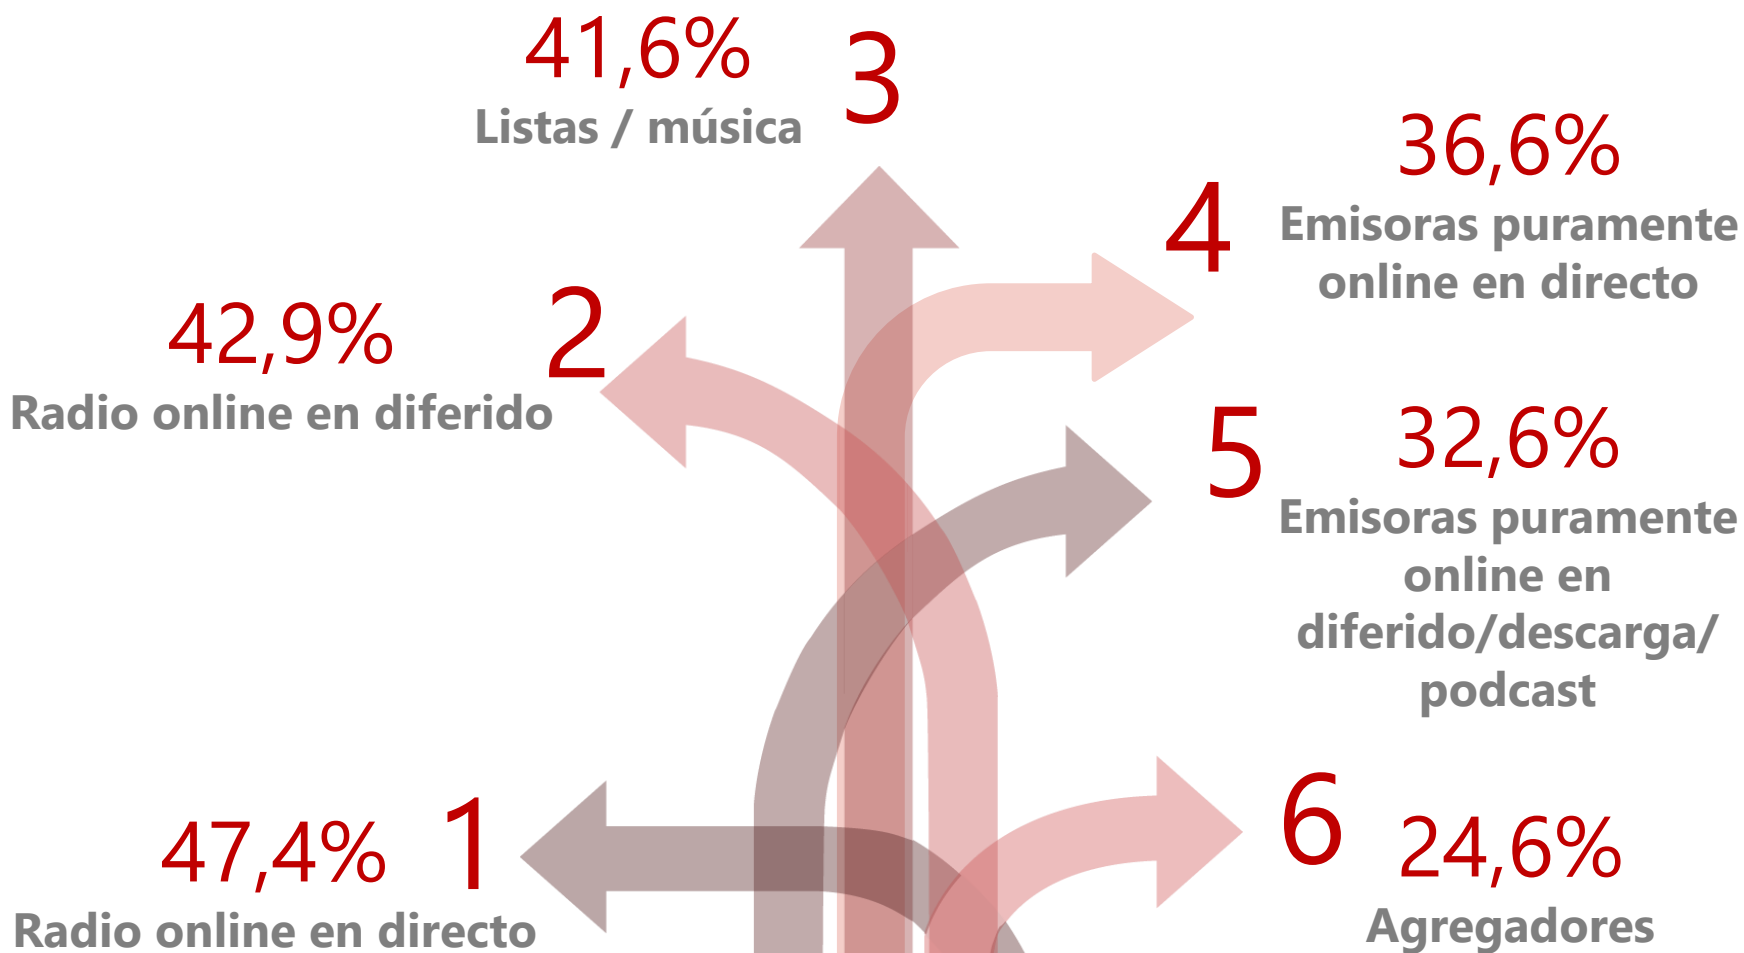 41,6%
Listas / música
3
36,6%
4
Emisoras puramente
online en directo
42,9%
2
Radio online en diferido
32,6%
5
Emisoras puramente
online en
diferido/descarga/
podcast
47,4%
1
Radio online en directo
6
24,6%
Agregadores